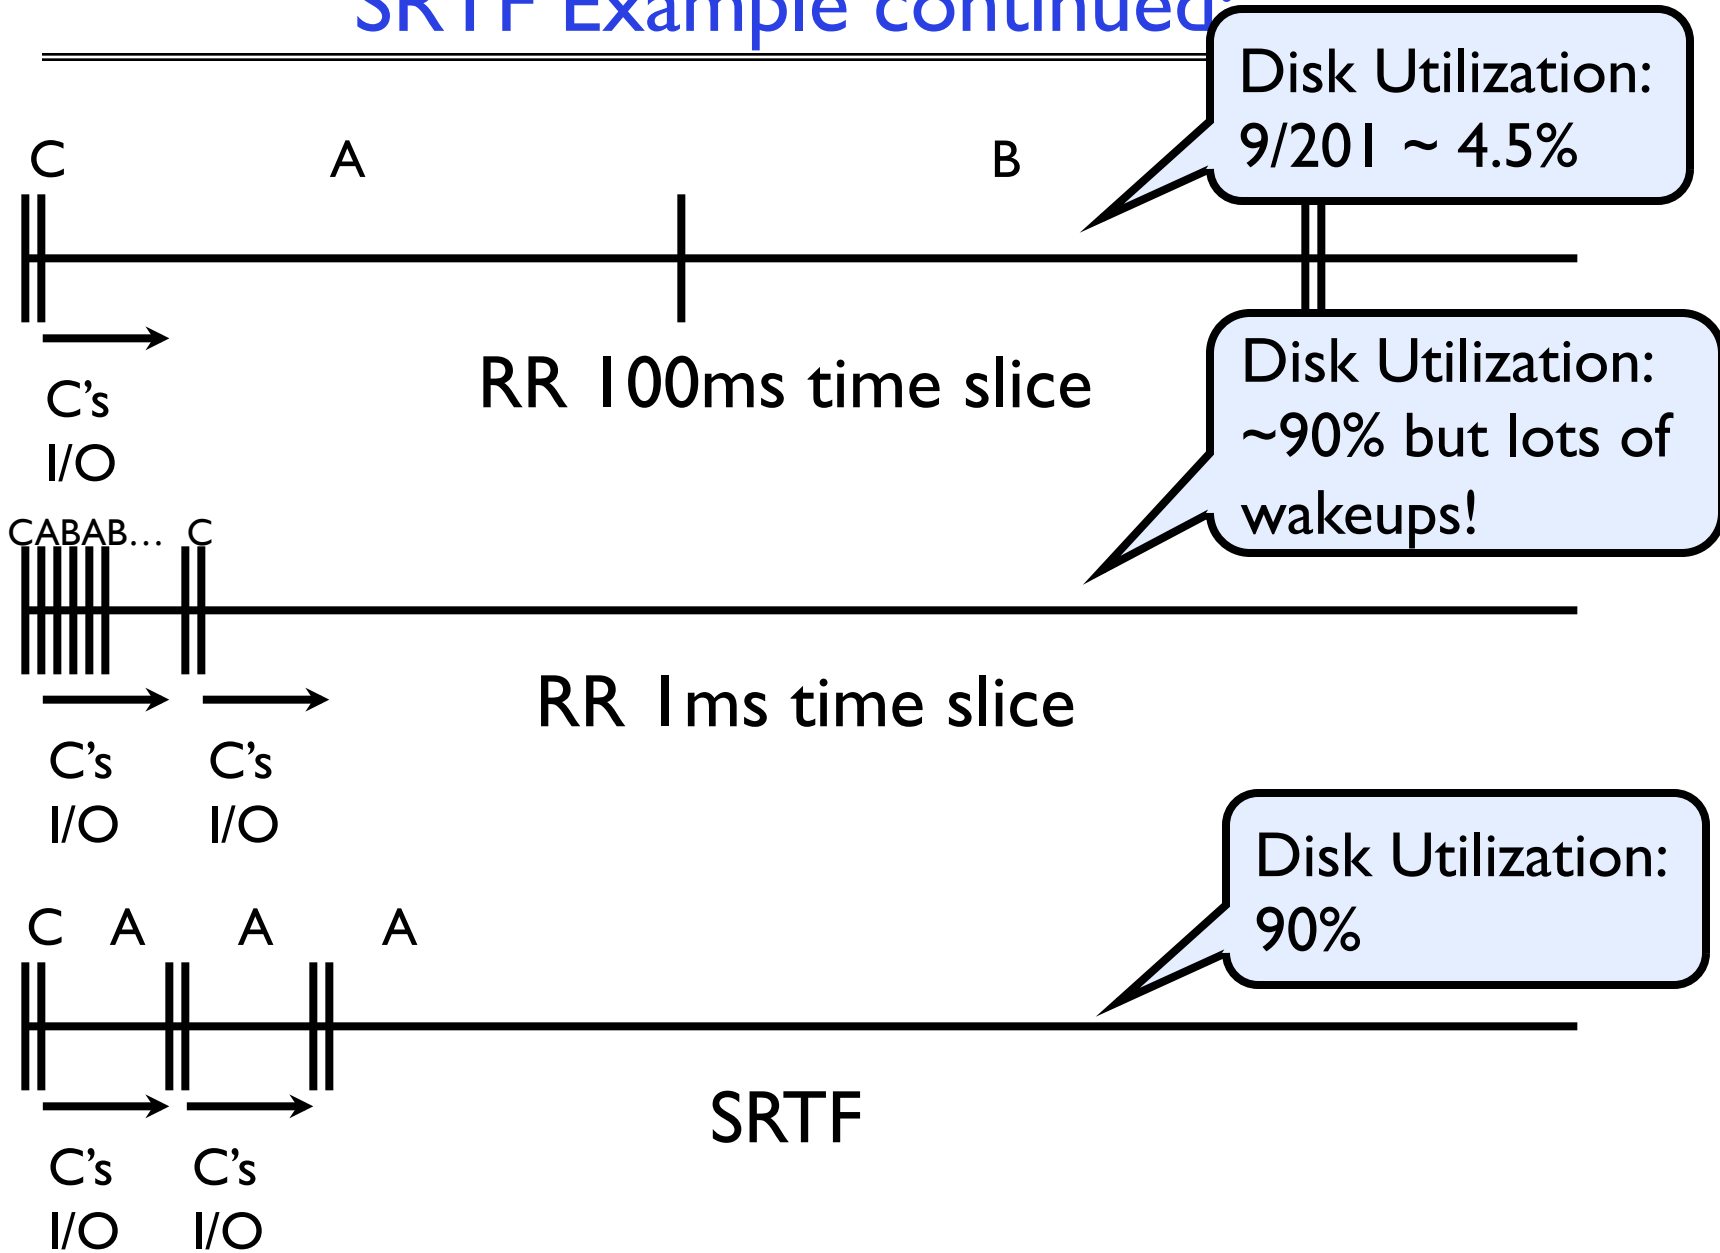 SRTF Example continued:
Disk Utilization:
9/201 ~ 4.5%
C
A
B
C's
I/O
RR 100ms time slice
Disk Utilization:
~90% but lots of
wakeups!
CABAB…
C
C's
I/O
C's
I/O
RR 1ms time slice
Disk Utilization:
90%
C
A
A
A
C's
I/O
C's
I/O
SRTF